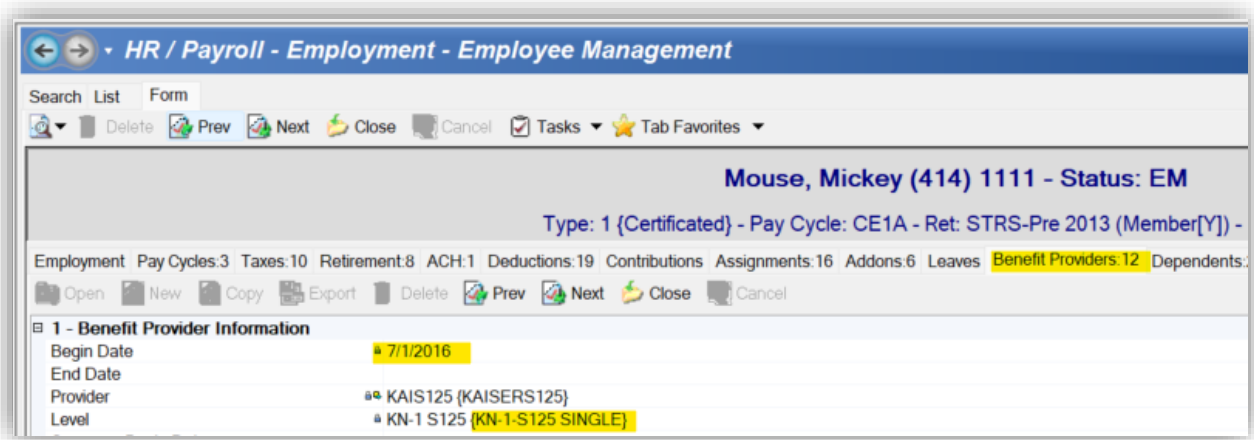 HR / Payroll - Employment - Employee Management
Search List Form
Delete Prev Next Close Cancel Tasks Tab Favorites
Mouse, Mickey (414) 1111 - Status: EM
Type: 1 {Certificated} - Pay Cycle: CE1A - Ret: STRS-Pre 2013 (Member[Y]) -
Employment Pay Cycles:3 Taxes:10 Retirement:8 ACH:1 Deductions:19 Contributions Assignments:16 Addons:6 Leaves Benefit Providers:12 Dependents:
Open New Copy Export Delete Prev Next Close Cancel
1 - Benefit Provider Information
Begin Date 7/1/2016
End Date
Provider KAIS125 {KAISERS125}
Level KN-1 S125 {KN-1-S125 SINGLE}